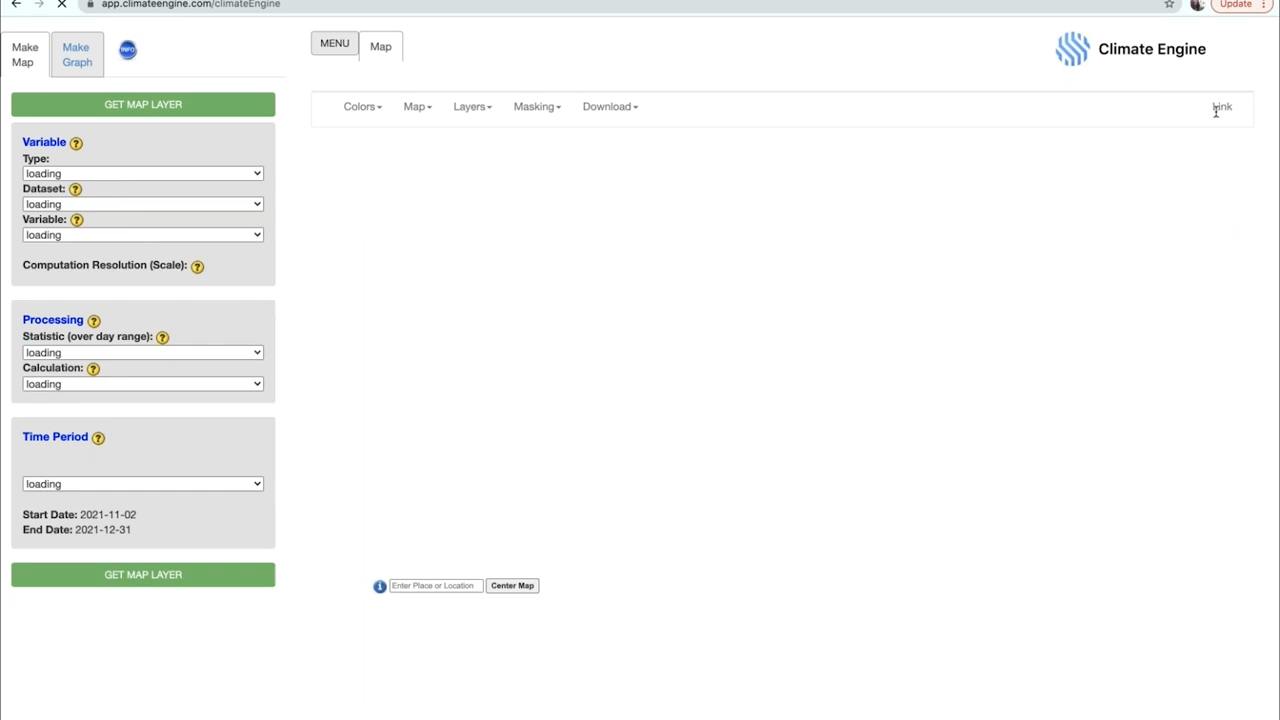 app.climateengine.com/climateEngine
Update
Make Map
Make Graph
INFO
MENU
Map
Climate Engine
GET MAP LAYER
Colors
Map
Layers
Masking
Download
Link
Variable ?
Type:
loading
Dataset: ?
loading
Variable: ?
loading
Computation Resolution (Scale): ?
Processing ?
Statistic (over day range): ?
loading
Calculation: ?
loading
Time Period ?
loading
Start Date: 2021-11-02
End Date: 2021-12-31
GET MAP LAYER
i
Enter Place or Location
Center Map